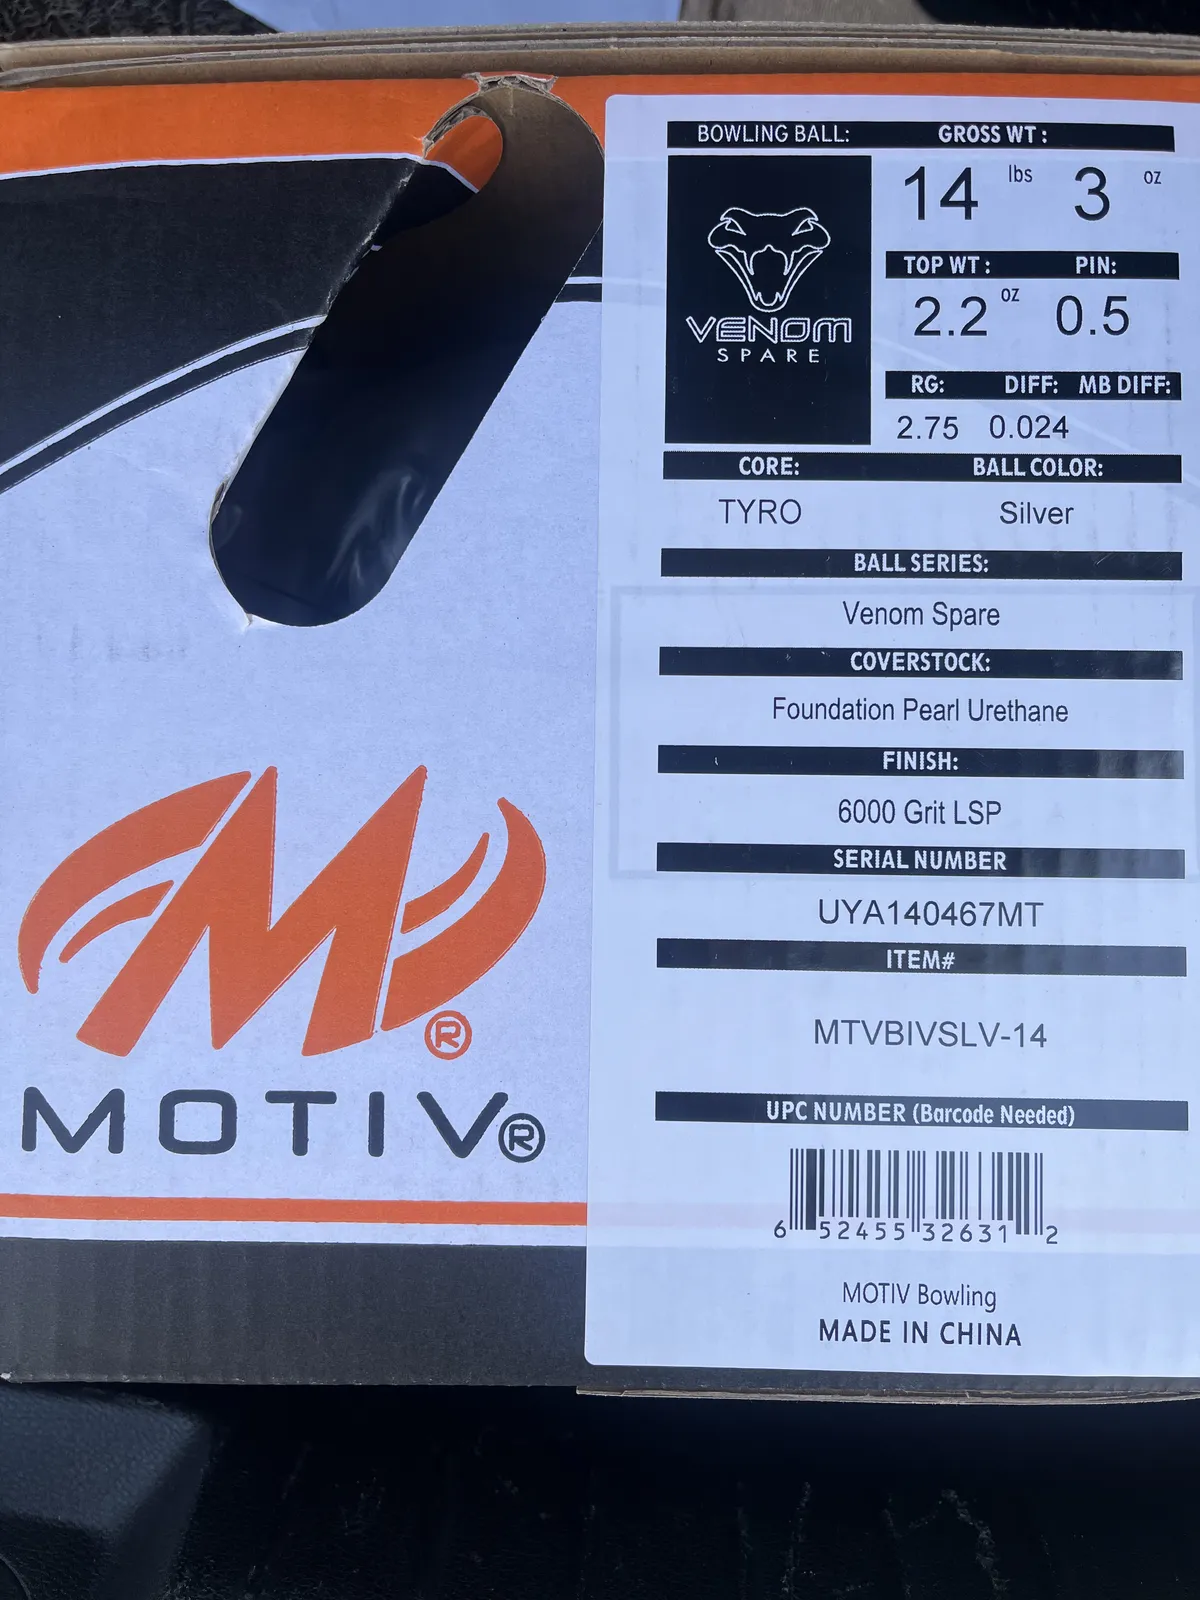 BOWLING BALL: GROSS WT :
14 lbs 3 oz
VENOM
SPARE
TOP WT : PIN:
2.2 oz 0.5
RG: DIFF: MB DIFF:
2.75 0.024
CORE: BALL COLOR:
TYRO Silver
BALL SERIES:
Venom Spare
COVERSTOCK:
Foundation Pearl Urethane
FINISH:
6000 Grit LSP
SERIAL NUMBER
UYA140467MT
ITEM#
MTVBIVSLV-14
UPC NUMBER (Barcode Needed)
6 52455 32631 2
MOTIV Bowling
MADE IN CHINA
M®
MOTIV®